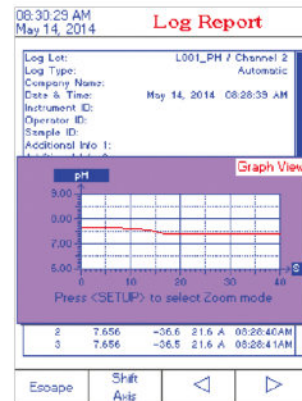 08:30:29 AM
May 14, 2014
Log Report
Log Lot: L001_PH / Channel 2
Log Type: Automatic
Company Name:
Date & Time: May 14, 2014 08:28:39 AM
Instrument ID:
Operator ID:
Sample ID:
Additional Info 1:
Graph View
pH
9.00
8.00
7.00
6.00
0 10 20 30 40
S
Press <SETUP> to select Zoom mode
2 7.656 -36.6 21.6 A 08:28:40AM
3 7.656 -36.5 21.6 A 08:28:41AM
Escape
Shift
Axis